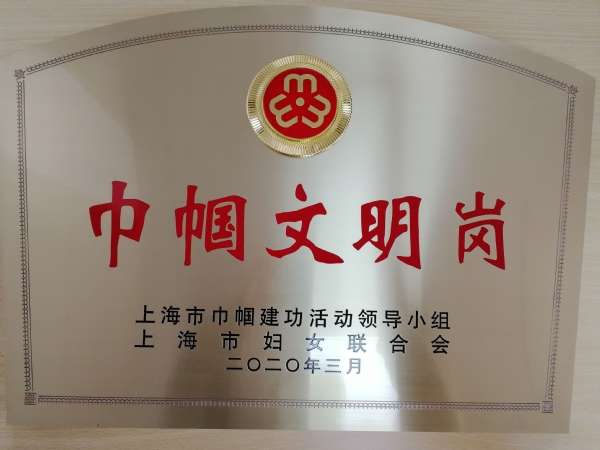 巾帼文明岗
上海市巾帼建功活动领导小组
上海市妇女联合会
二〇二〇年三月